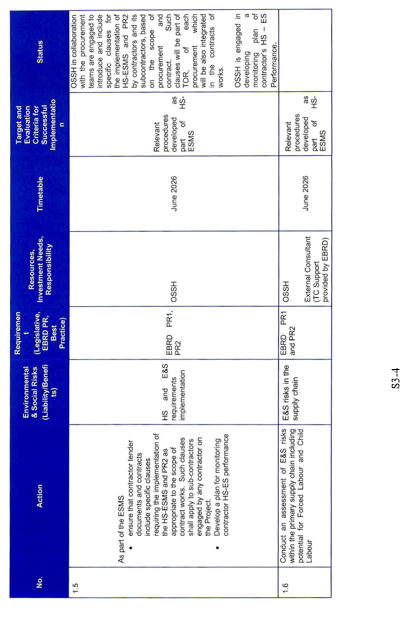 No.
Action
Environmental
& Social Risks
(Liability/Benefi
ts)
Requiremen
t
(Legislative,
EBRD PR,
Best
Practice)
Resources,
Investment Needs,
Responsibility
Timetable
Target and
Evaluation
Criteria for
Successful
Implementatio
n
Status
1.5
As part of the ESMS
• ensure that contractor tender
documents and contracts
include specific clauses
requiring the implementation of
the HS-ESMS and PR2 as
appropriate to the scope of
contract works. Such clauses
shall apply to sub-contractors
engaged by any contractor on
the Project.
• Develop a plan for monitoring
contractor HS-ES performance
HS and E&S
requirements
implementation
EBRD PR1,
PR2
OSSH
June 2026
Relevant
procedures
developed as
part of HS-
ESMS
OSSH in collaboration
with the procurement
teams are engaged to
introduce and include
specific clauses for
the implementation of
HS-ESMS and PR2
by contractors and its
subcontractors, based
on the scope of
procurement and
contract. Such
clauses will be part of
TOR, of each
procurement which
will be also integrated
in the contracts of
works.
OSSH is engaged in
developing a
monitoring plan of
contractor's HS – ES
Performance.
1.6
Conduct an assessment of E&S risks
within the primary supply chain including
potential for Forced Labour and Child
Labour
E&S risks in the
supply chain
EBRD PR1
and PR2
OSSH
External Consultant
(TC Support
provided by EBRD)
June 2026
Relevant
procedures
developed as
part of HS-
ESMS
S3-4